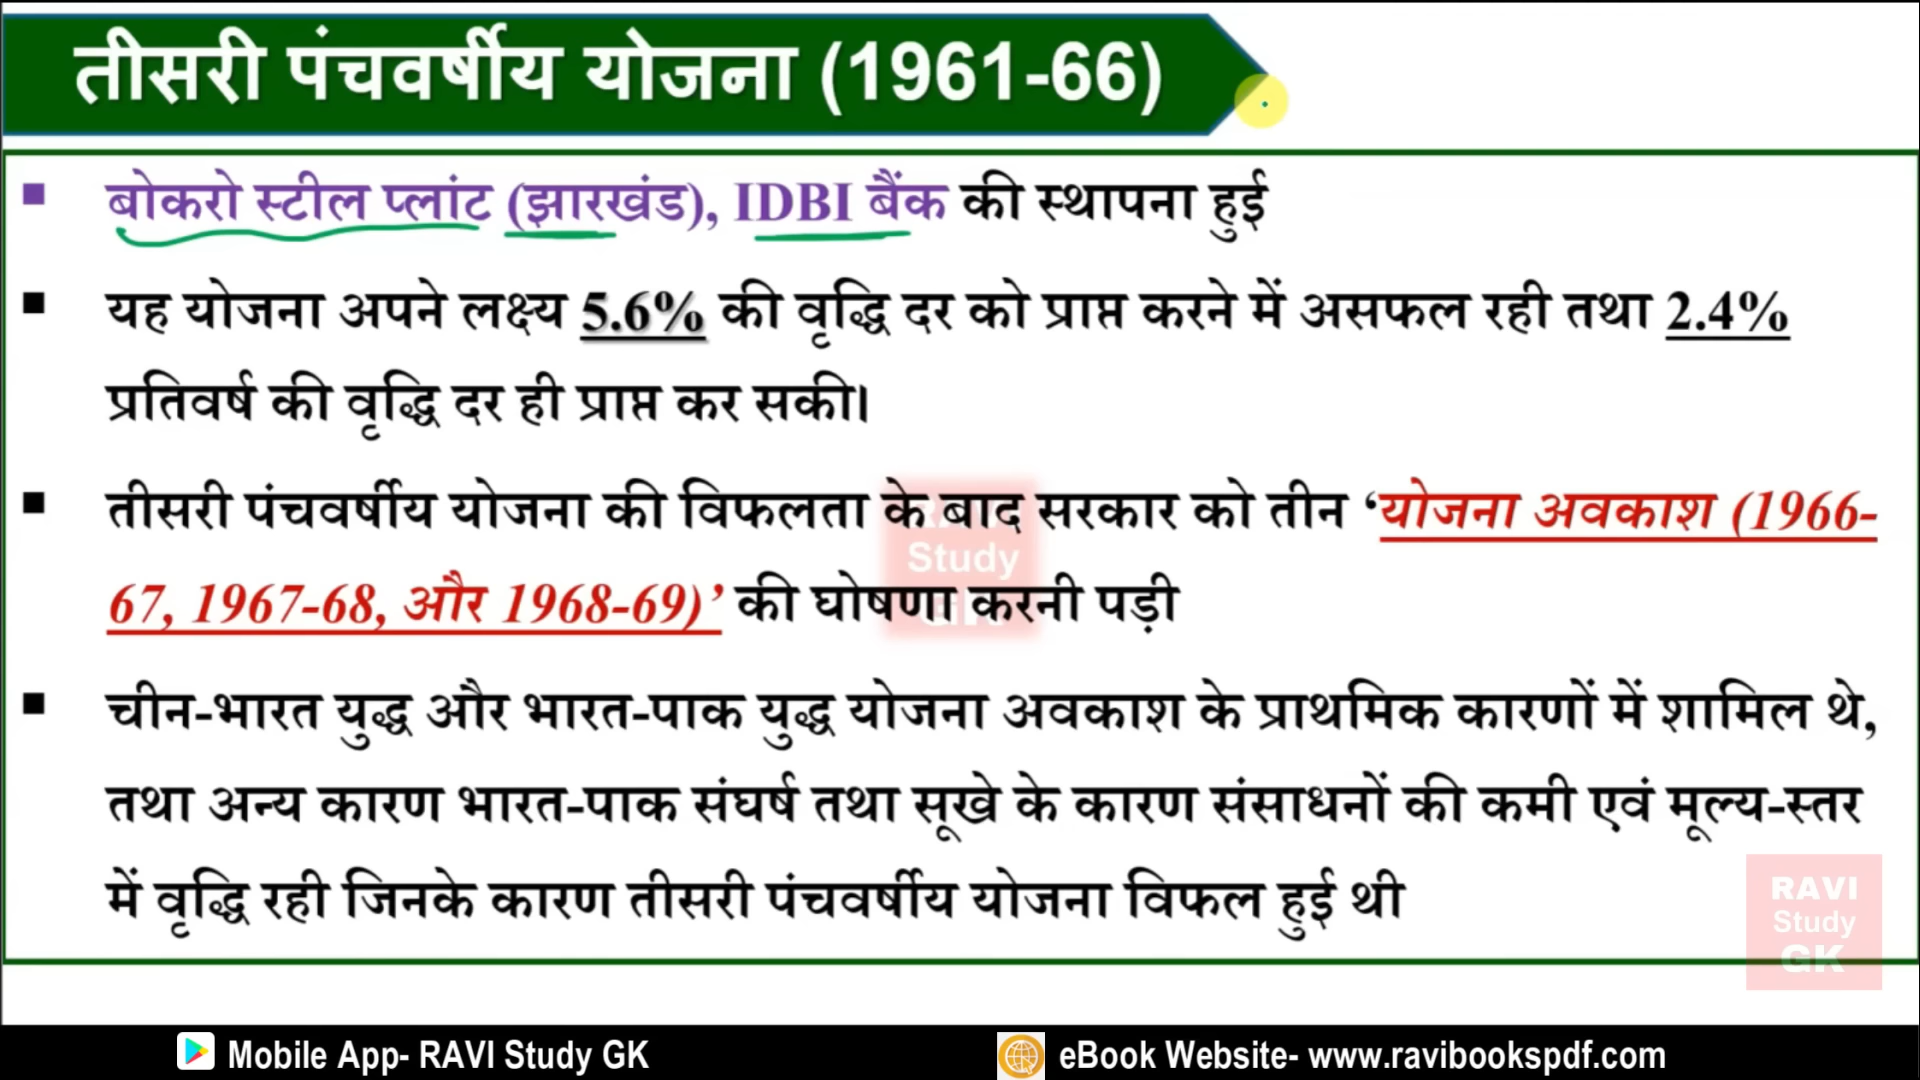 तीसरी पंचवर्षीय योजना (1961-66)
बोकरो स्टील प्लांट (झारखंड), IDBI बैंक की स्थापना हुई
यह योजना अपने लक्ष्य 5.6% की वृद्धि दर को प्राप्त करने में असफल रही तथा 2.4%
प्रतिवर्ष की वृद्धि दर ही प्राप्त कर सकी।
तीसरी पंचवर्षीय योजना की विफलता के बाद सरकार को तीन ‘योजना अवकाश (1966-
67, 1967-68, और 1968-69)’ की घोषणा करनी पड़ी
चीन-भारत युद्ध और भारत-पाक युद्ध योजना अवकाश के प्राथमिक कारणों में शामिल थे,
तथा अन्य कारण भारत-पाक संघर्ष तथा सूखे के कारण संसाधनों की कमी एवं मूल्य-स्तर
में वृद्धि रही जिनके कारण तीसरी पंचवर्षीय योजना विफल हुई थी
RAVI
Study
GK
RAVI
Study
GK
Mobile App- RAVI Study GK
eBook Website- www.ravibookspdf.com